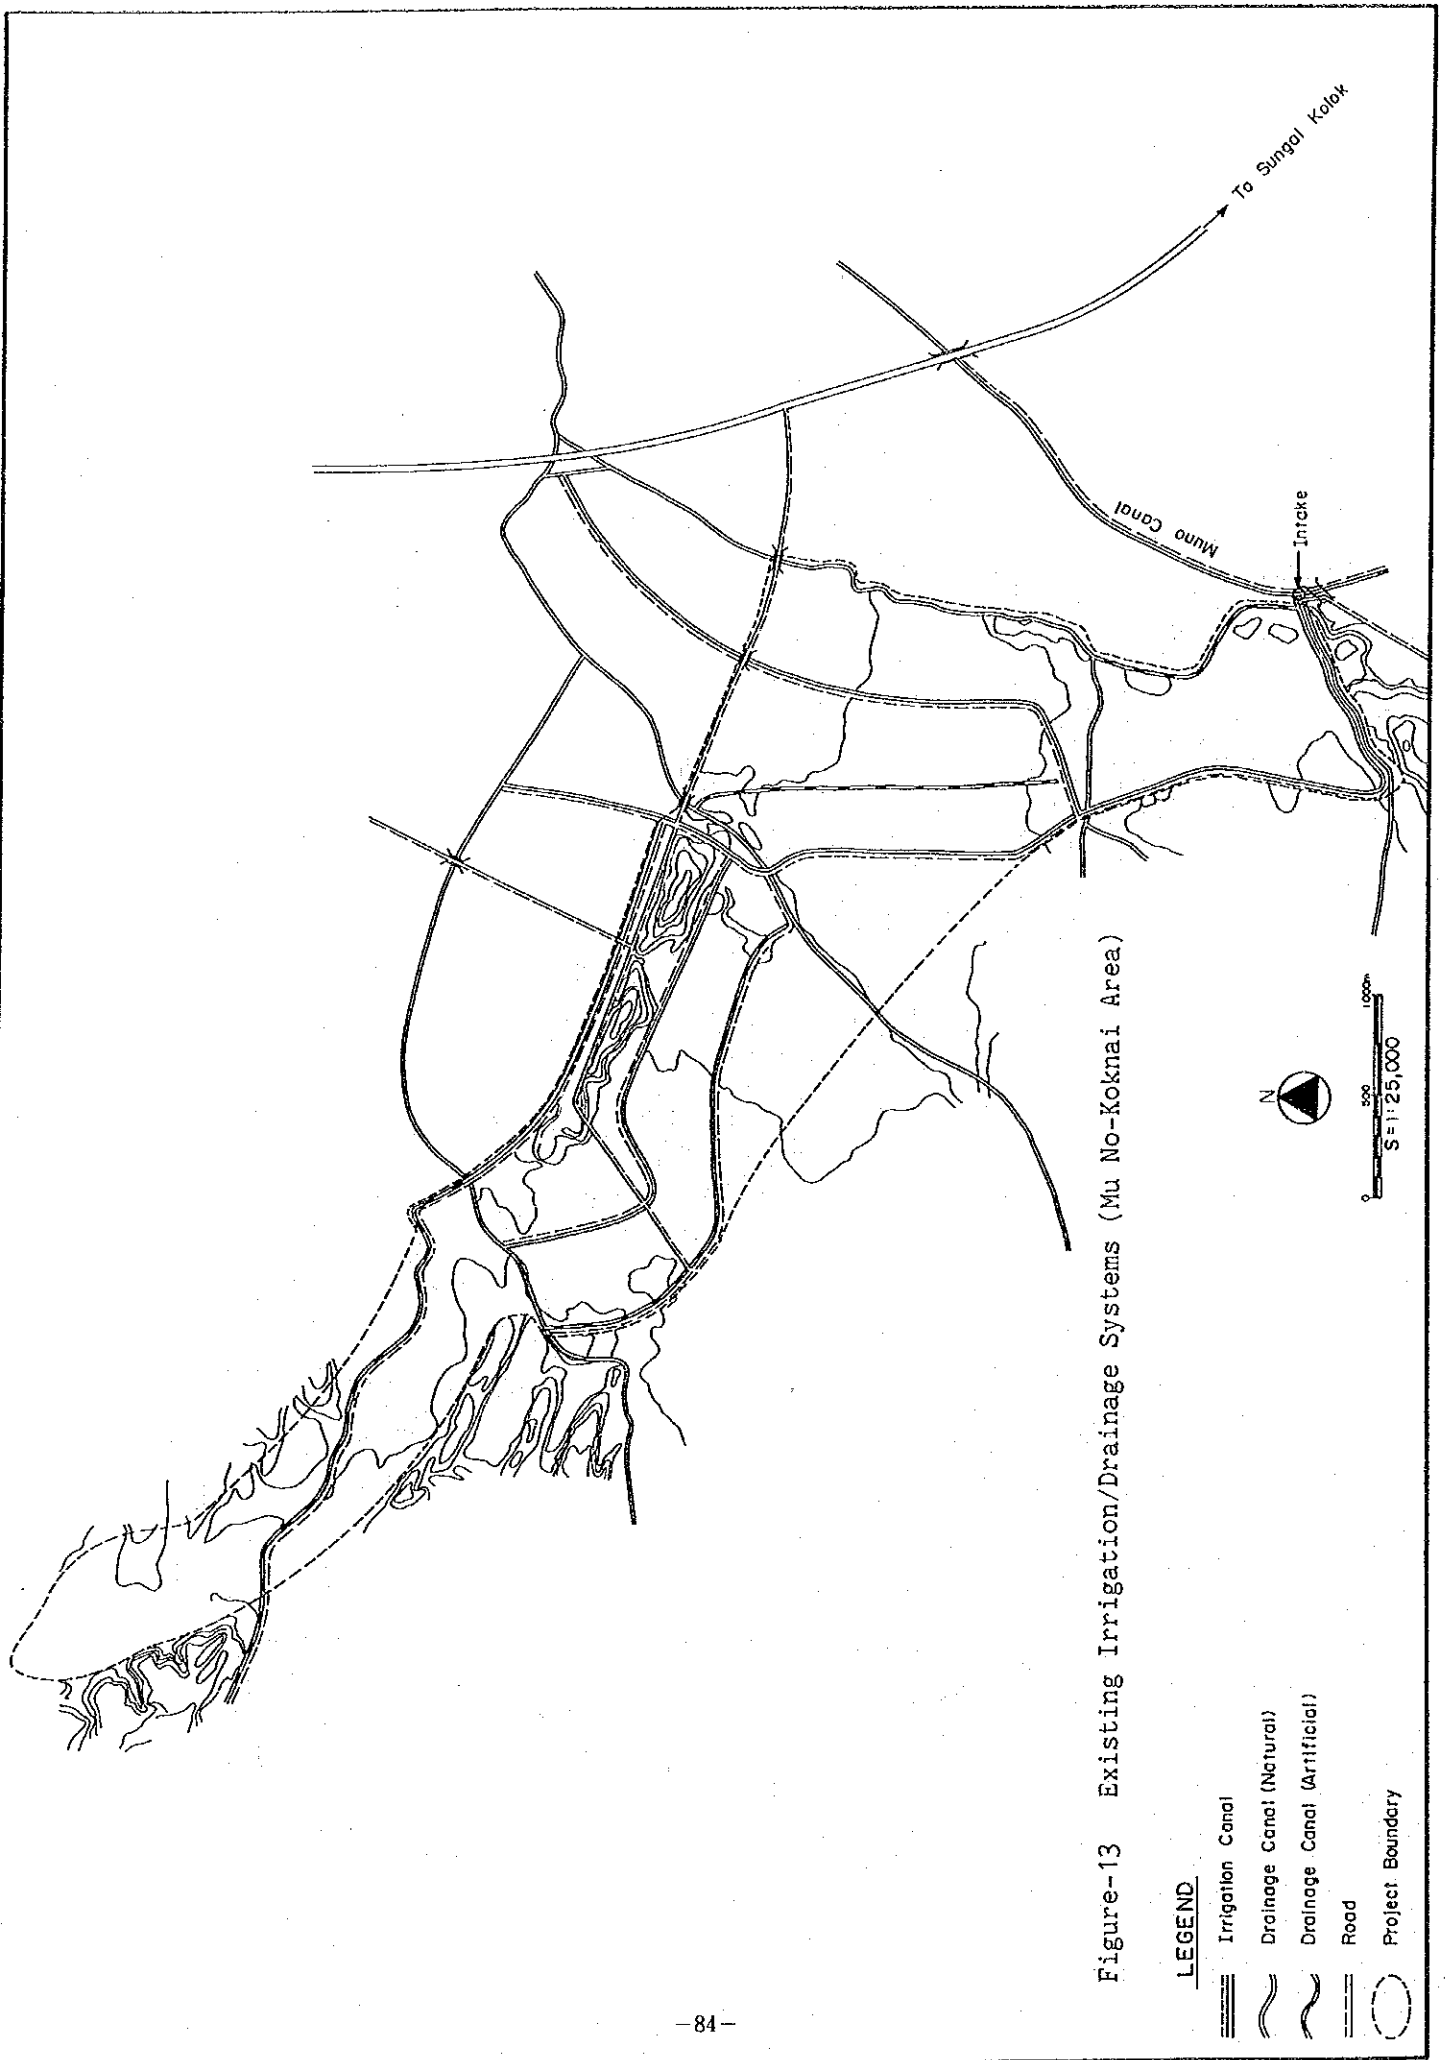 To Sungai Kolok
Muno Canal
Intake
N
0 500 1000m
S=1:25,000
Figure-13 Existing Irrigation/Drainage Systems (Mu No-Koknai Area)
LEGEND
Irrigation Canal
Drainage Canal (Natural)
Drainage Canal (Artificial)
Road
Project Boundary
-84-